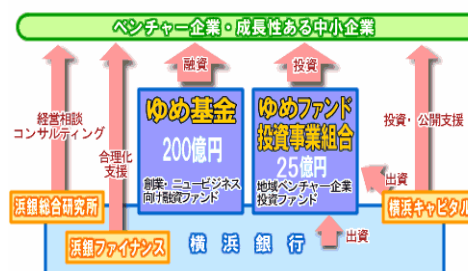 ベンチャー企業・成長性ある中小企業
融資
投資
経営相談
コンサルティング
合理化
支援
ゆめ基金
200億円
創業・ニュービジネス
向け融資ファンド
ゆめファンド
投資事業組合
25億円
地域ベンチャー企業
投資ファンド
投資・公開支援
出資
浜銀総合研究所
浜銀ファイナンス
横浜銀行
出資
横浜キャピタル